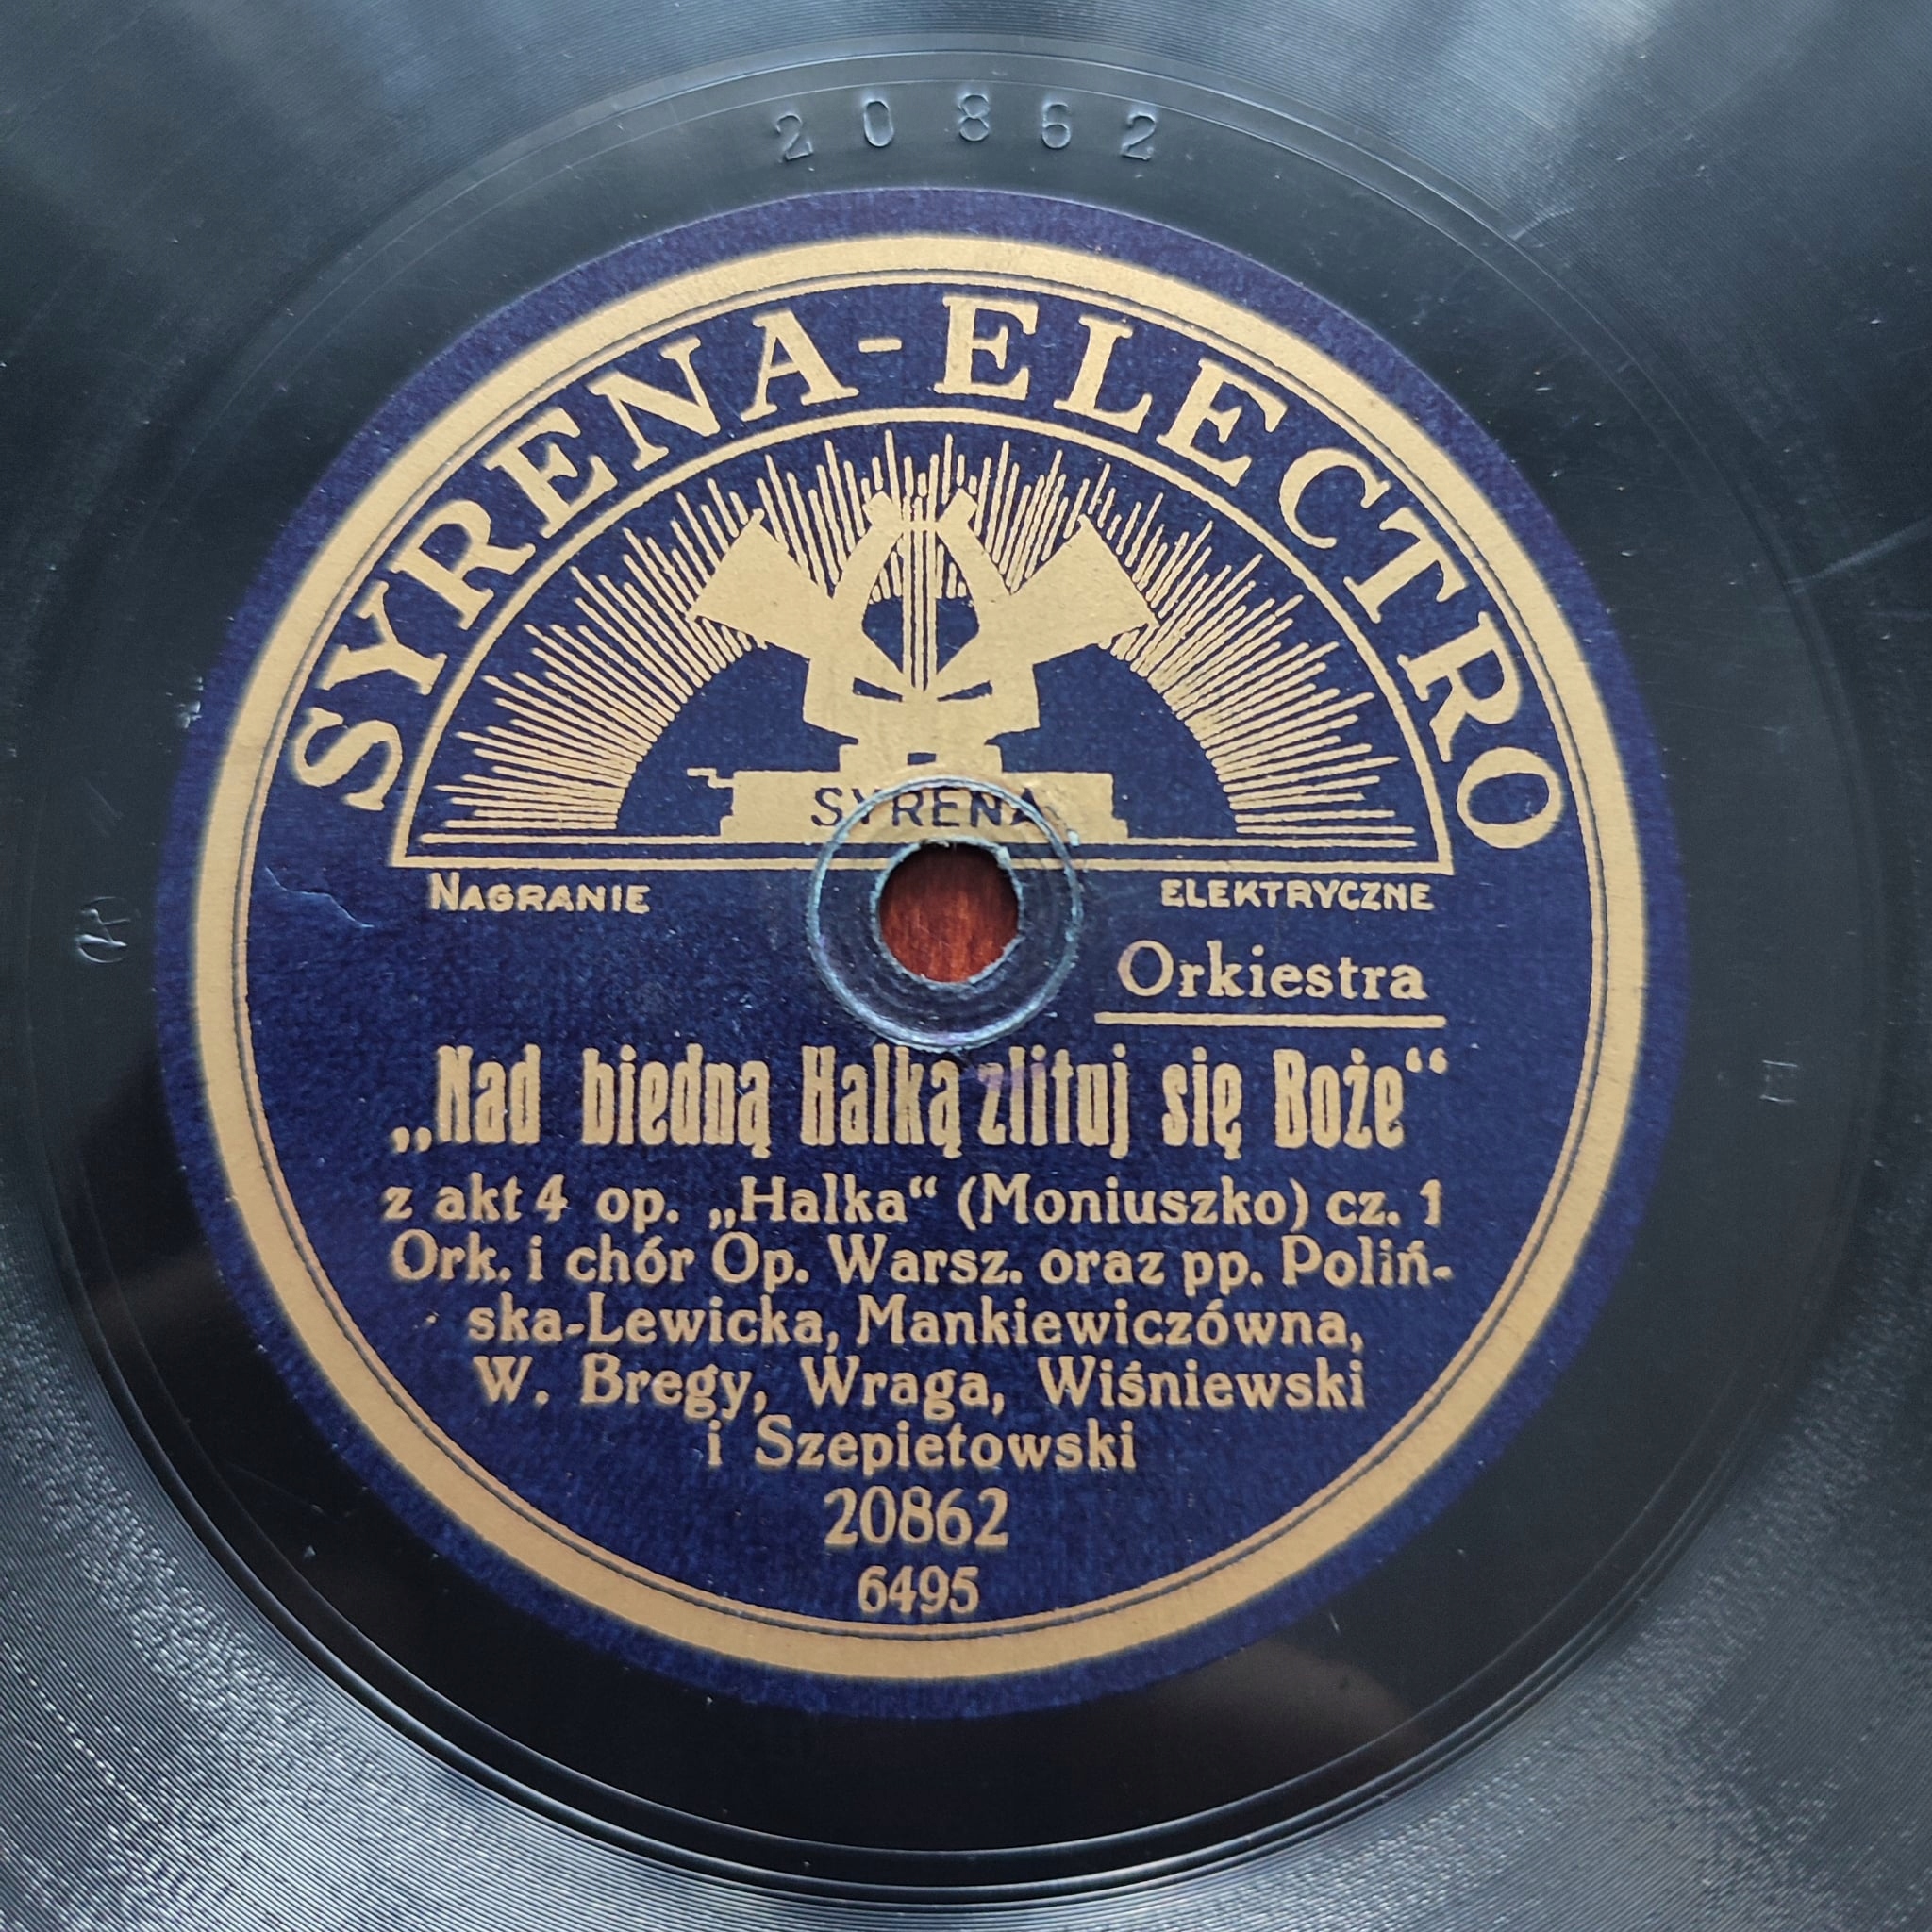 20862
SYRENA-ELECTRO
SYRENA
NAGRANIE ELEKTRYCZNE
Orkiestra
„Nad biedną Halką zlituj się Boże“
z akt 4 op. „Halka“ (Moniuszko) cz. 1
Ork. i chór Op. Warsz. oraz pp. Poliń-
ska-Lewicka, Mankiewiczówna,
W. Bregy, Wraga, Wiśniewski
i Szepietowski
20862
6495